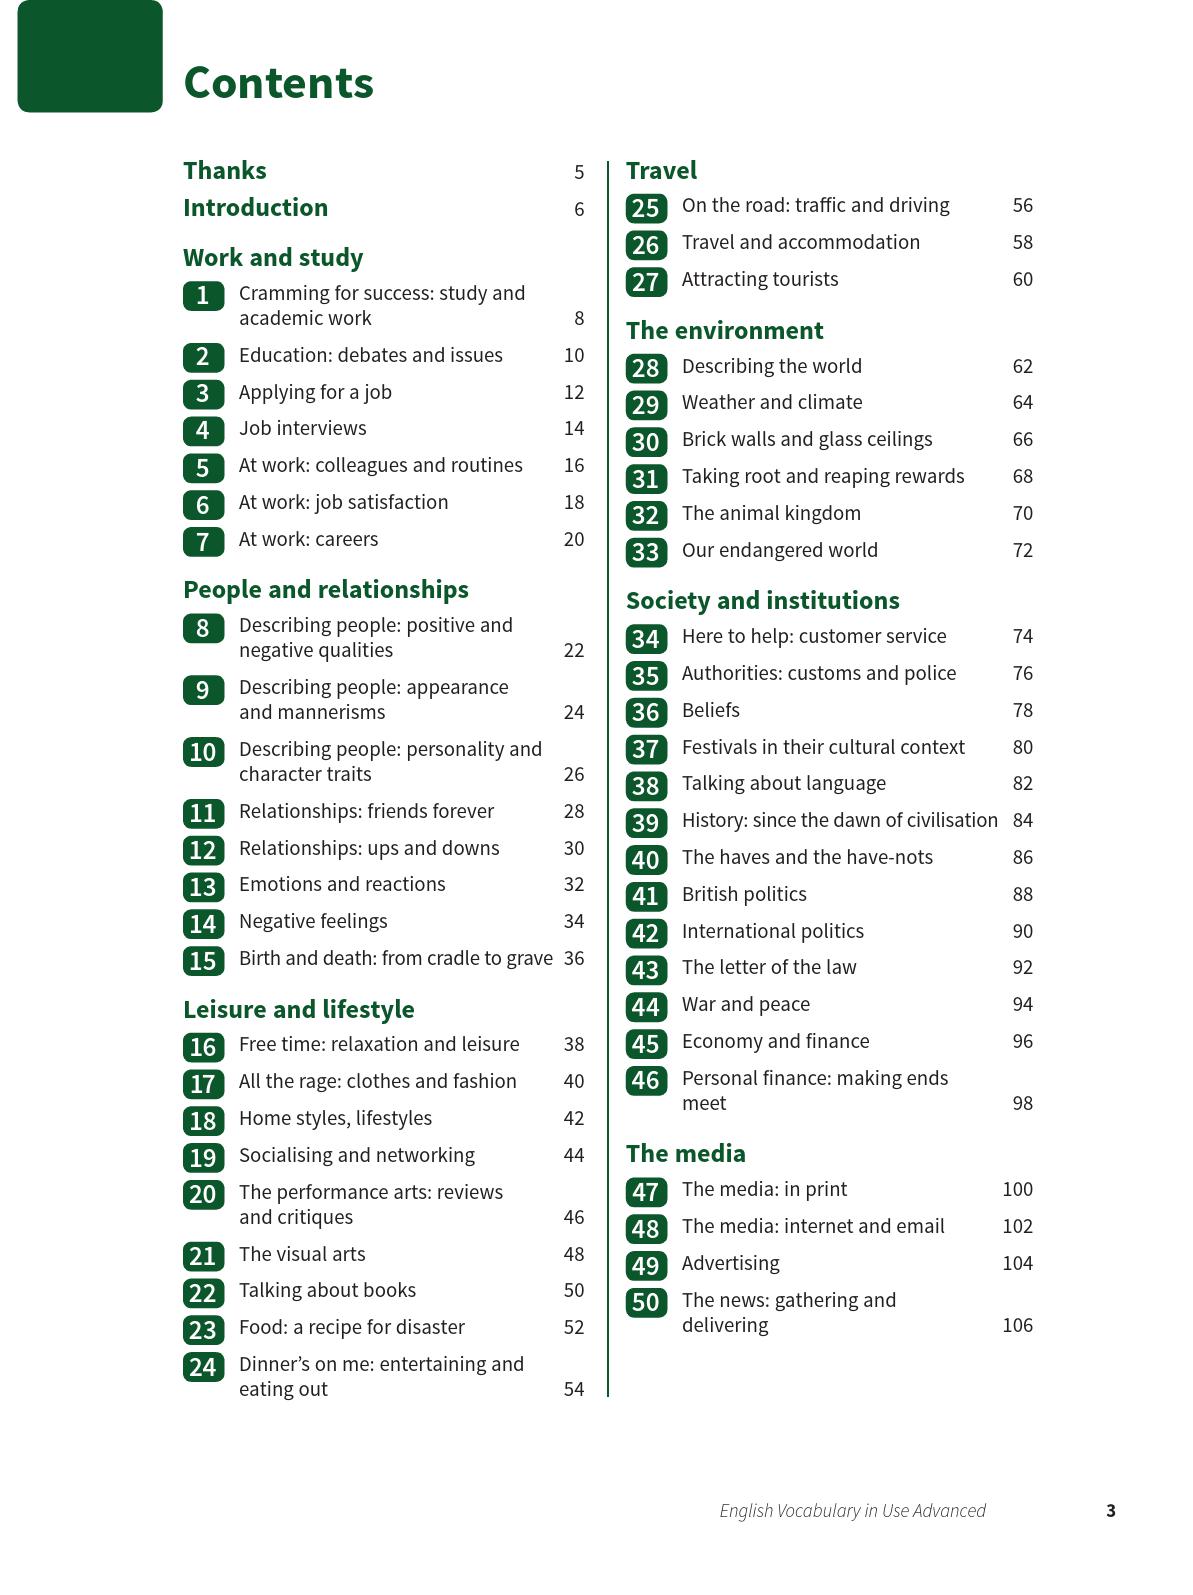 Contents
Thanks 5
Introduction 6
Work and study
1 Cramming for success: study and
academic work 8
2 Education: debates and issues 10
3 Applying for a job 12
4 Job interviews 14
5 At work: colleagues and routines 16
6 At work: job satisfaction 18
7 At work: careers 20
People and relationships
8 Describing people: positive and
negative qualities 22
9 Describing people: appearance
and mannerisms 24
10 Describing people: personality and
character traits 26
11 Relationships: friends forever 28
12 Relationships: ups and downs 30
13 Emotions and reactions 32
14 Negative feelings 34
15 Birth and death: from cradle to grave 36
Leisure and lifestyle
16 Free time: relaxation and leisure 38
17 All the rage: clothes and fashion 40
18 Home styles, lifestyles 42
19 Socialising and networking 44
20 The performance arts: reviews
and critiques 46
21 The visual arts 48
22 Talking about books 50
23 Food: a recipe for disaster 52
24 Dinner’s on me: entertaining and
eating out 54
Travel
25 On the road: traffic and driving 56
26 Travel and accommodation 58
27 Attracting tourists 60
The environment
28 Describing the world 62
29 Weather and climate 64
30 Brick walls and glass ceilings 66
31 Taking root and reaping rewards 68
32 The animal kingdom 70
33 Our endangered world 72
Society and institutions
34 Here to help: customer service 74
35 Authorities: customs and police 76
36 Beliefs 78
37 Festivals in their cultural context 80
38 Talking about language 82
39 History: since the dawn of civilisation 84
40 The haves and the have-nots 86
41 British politics 88
42 International politics 90
43 The letter of the law 92
44 War and peace 94
45 Economy and finance 96
46 Personal finance: making ends
meet 98
The media
47 The media: in print 100
48 The media: internet and email 102
49 Advertising 104
50 The news: gathering and
delivering 106
English Vocabulary in Use Advanced 3